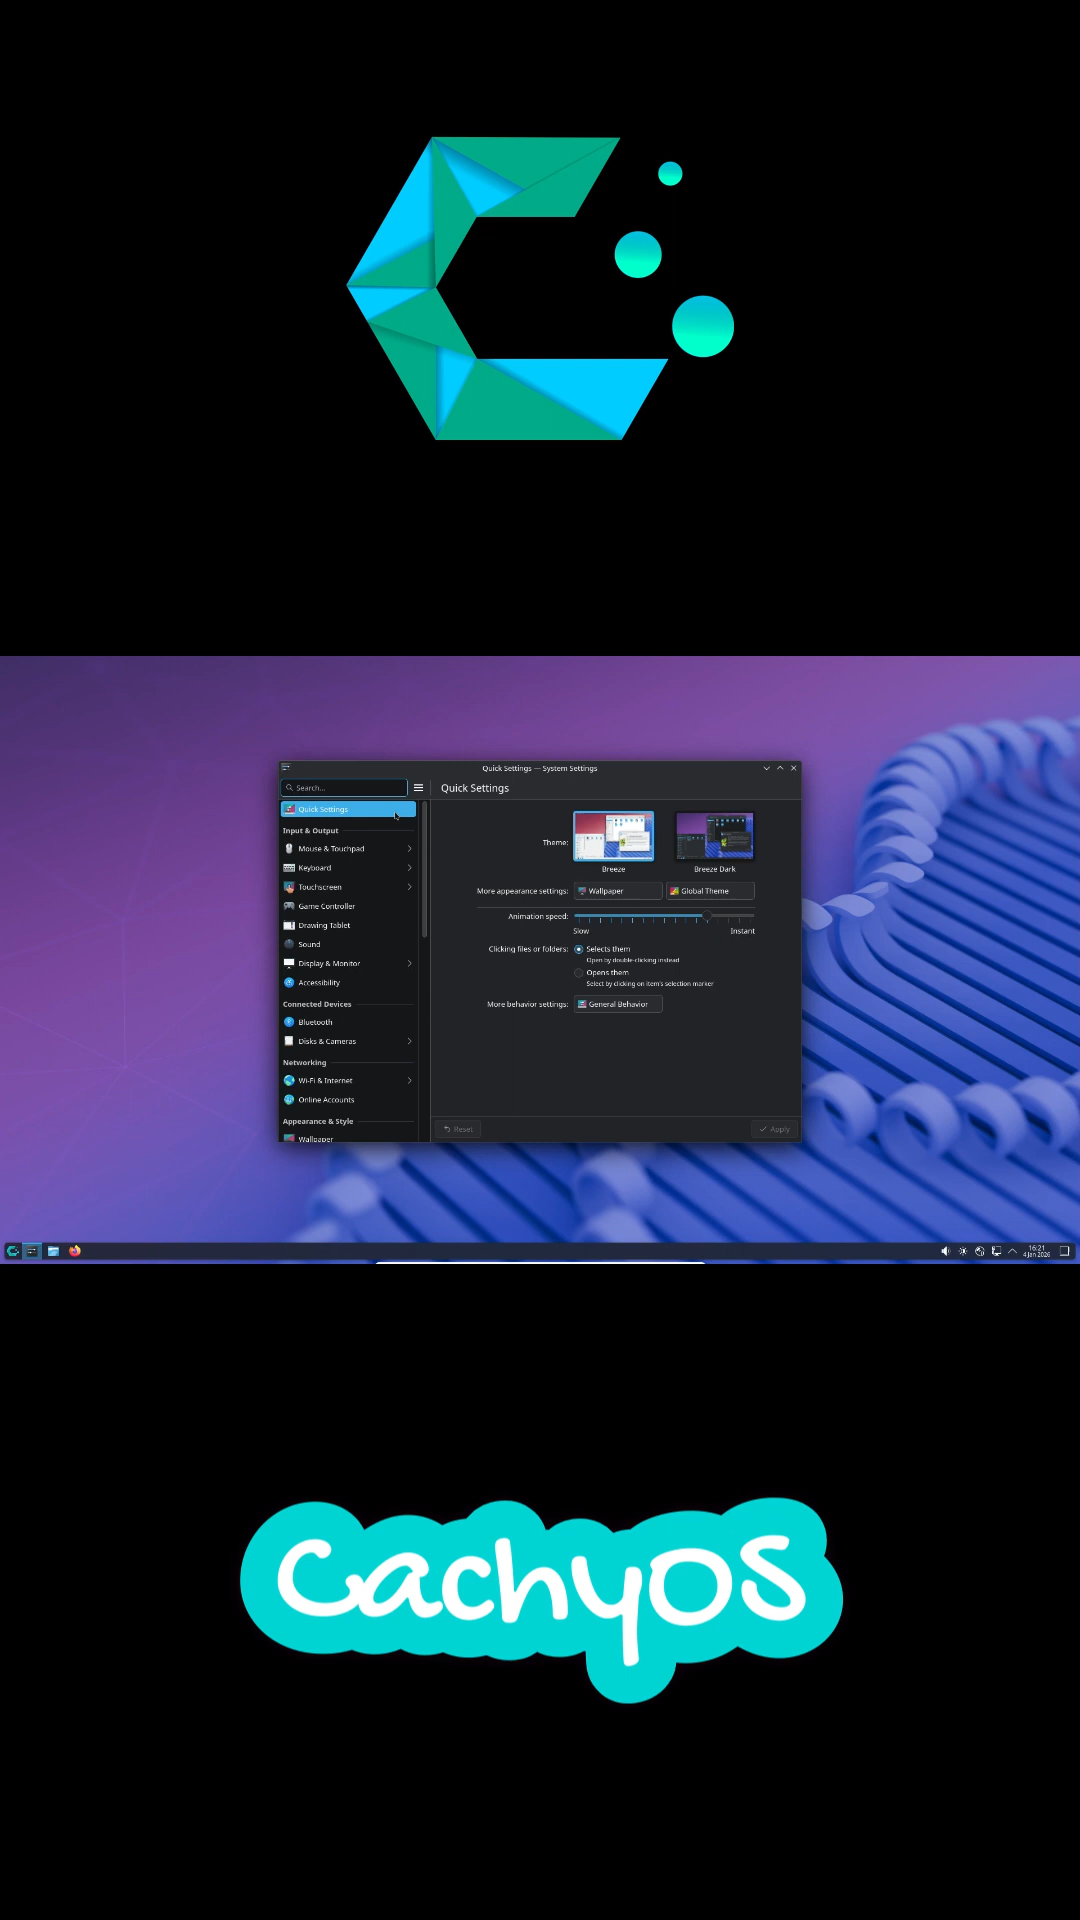 Quick Settings — System Settings
Search...
Quick Settings
Quick Settings
Input & Output
Mouse & Touchpad
Keyboard
Touchscreen
Game Controller
Drawing Tablet
Sound
Display & Monitor
Accessibility
Connected Devices
Bluetooth
Disks & Cameras
Networking
Wi-Fi & Internet
Online Accounts
Appearance & Style
Wallpaper
Theme:
Breeze
Breeze Dark
More appearance settings:
Wallpaper
Global Theme
Animation speed:
Slow
Instant
Clicking files or folders:
Selects them
Open by double-clicking instead
Opens them
Select by clicking on item's selection marker
More behavior settings:
General Behavior
Reset
Apply
16:21
4 Jan 2026
CachyOS